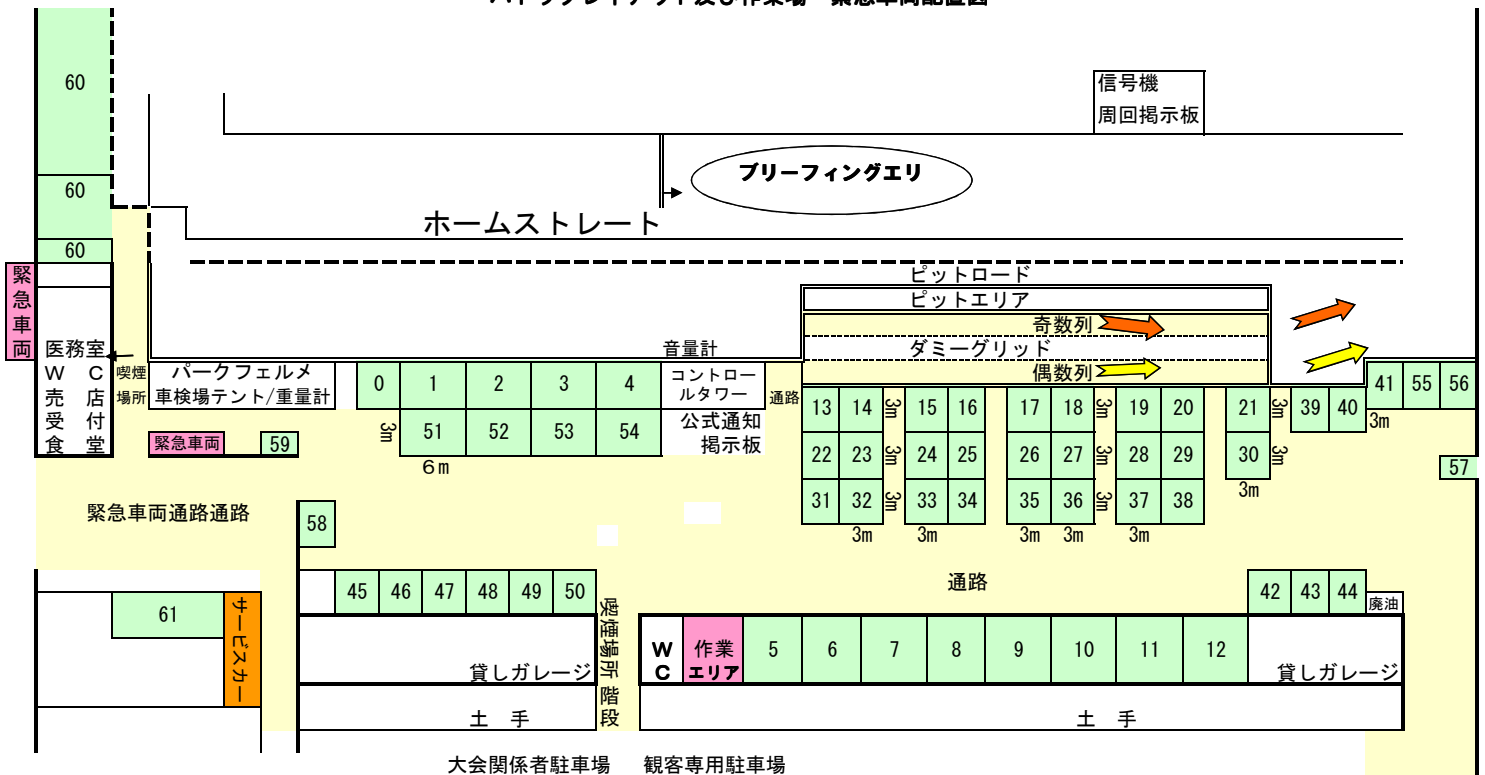 60
信号機
周回掲示板
60
ブリーフィングエリ
ホームストレート
60
緊急車両
ピットロード
ピットエリア
奇数列
ダミーグリッド
偶数列
音量計
医務室
W C
売 店
受 付
食 堂
喫煙
場所
パークフェルメ
車検場テント/重量計
0
1
2
3
4
コントロー
ルタワー
通路
41
55
56
3m
51
52
53
54
6m
公式通知
掲示板
緊急車両
59
13
14
3m
15
16
17
18
3m
19
20
21
3m
39
40
3m
22
23
3m
24
25
26
27
3m
28
29
30
3m
57
3m
31
32
3m
33
34
35
36
3m
37
38
3m
3m
3m
3m
3m
緊急車両通路通路
58
通路
45
46
47
48
49
50
42
43
44
廃油
61
サービスカー
喫煙場所
階段
貸しガレージ
W
C
作業
エリア
5
6
7
8
9
10
11
12
貸しガレージ
土 手
土 手
大会関係者駐車場
観客専用駐車場